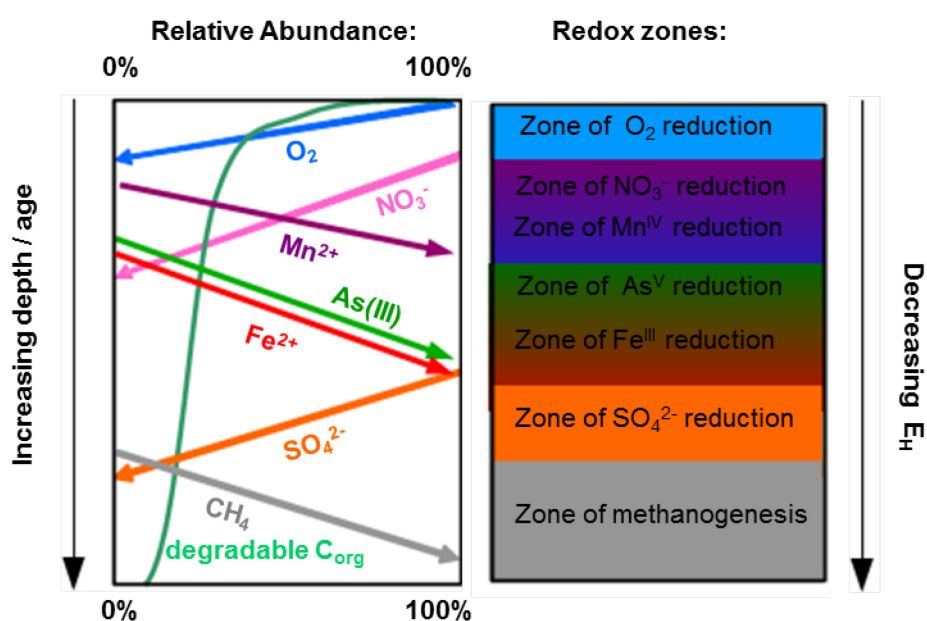 Relative Abundance:
Redox zones:
0%
100%
Increasing depth / age
O₂
NO₃⁻
Mn²⁺
As(III)
Fe²⁺
SO₄²⁻
CH₄
degradable Cₒᵣg
0%
100%
Zone of O₂ reduction
Zone of NO₃⁻ reduction
Zone of Mnᴵⱽ reduction
Zone of Asⱽ reduction
Zone of Feᴵᴵᴵ reduction
Zone of SO₄²⁻ reduction
Zone of methanogenesis
Decreasing E_H